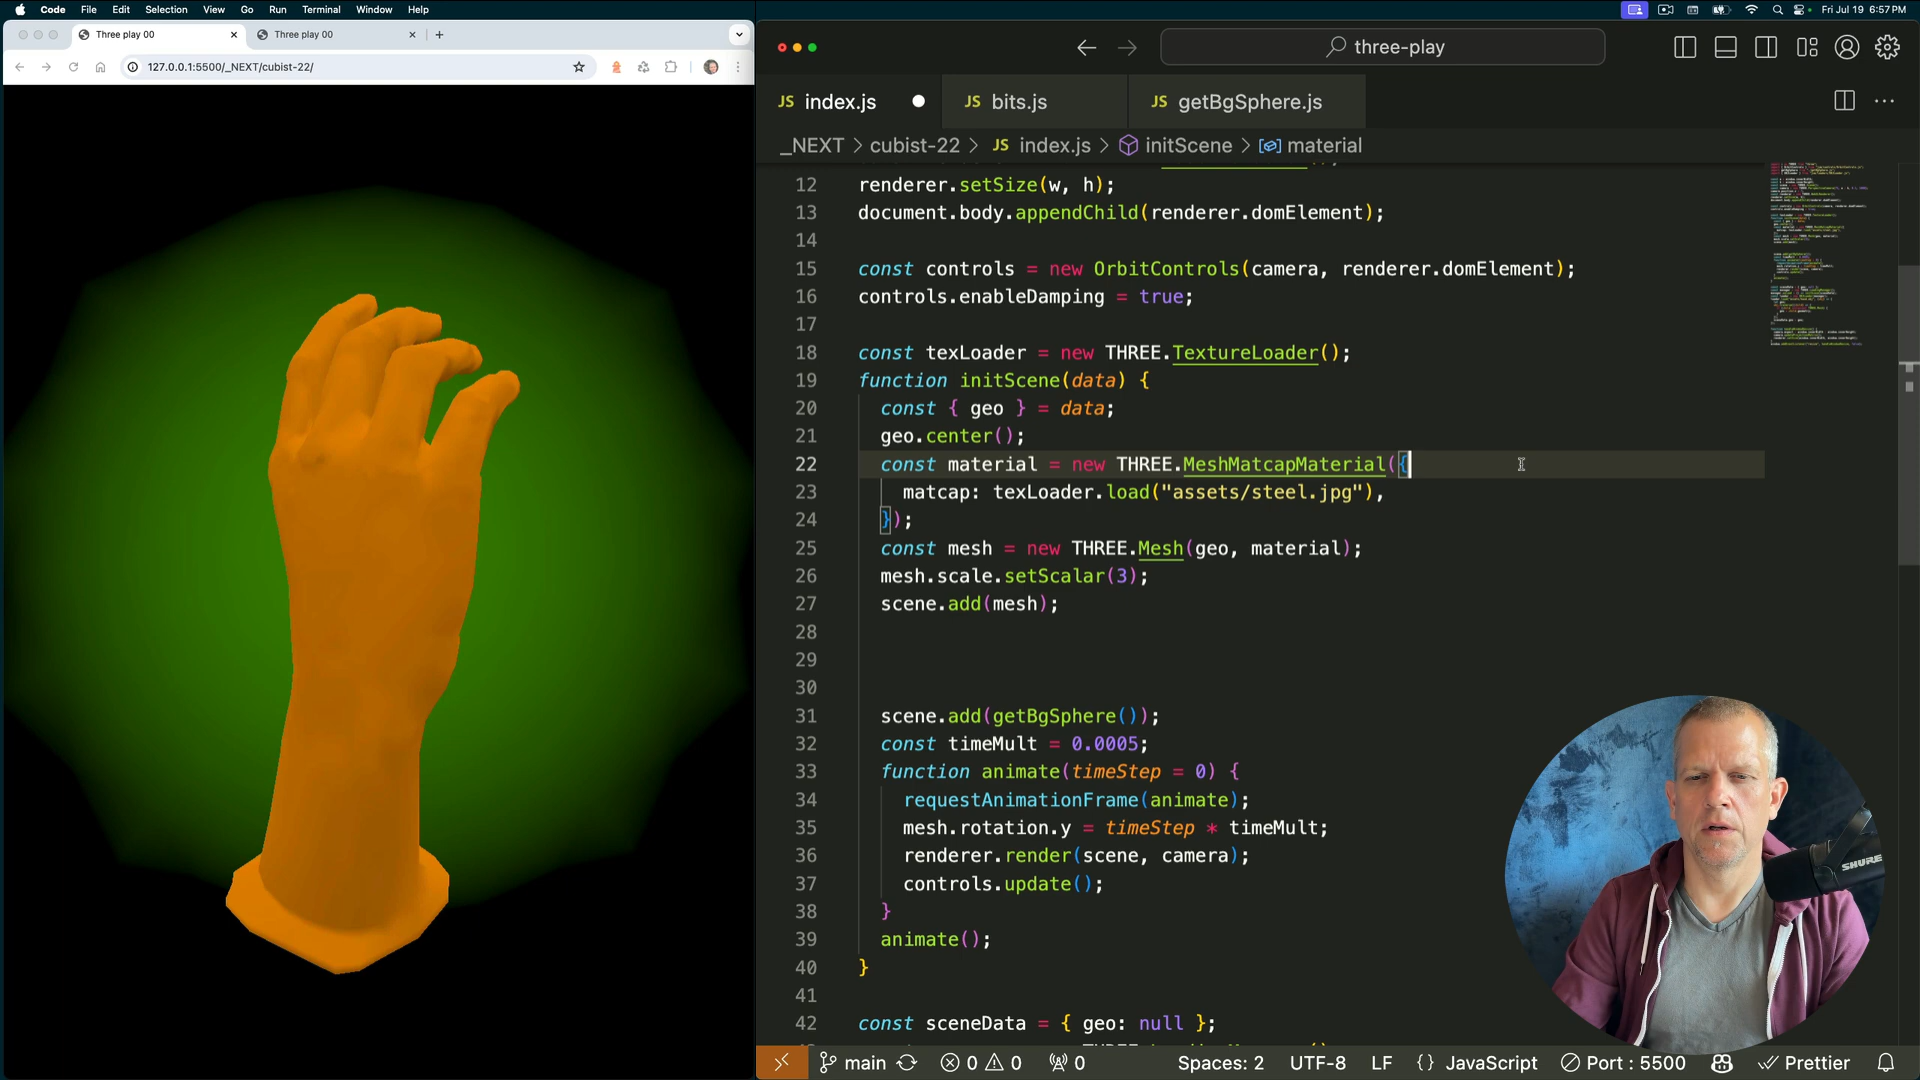 Code File Edit Selection View Go Run Terminal Window Help
Fri Jul 19 6:57 PM
Three play 00
Three play 00
127.0.0.1:5500/_NEXT/cubist-22/
three-play
JS index.js
JS bits.js
JS getBgSphere.js
_NEXT > cubist-22 > JS index.js > initScene > material
12 renderer.setSize(w, h);
13 document.body.appendChild(renderer.domElement);
14
15 const controls = new OrbitControls(camera, renderer.domElement);
16 controls.enableDamping = true;
17
18 const texLoader = new THREE.TextureLoader();
19 function initScene(data) {
20 const { geo } = data;
21 geo.center();
22 const material = new THREE.MeshMatcapMaterial({
23 matcap: texLoader.load("assets/steel.jpg"),
24 });
25 const mesh = new THREE.Mesh(geo, material);
26 mesh.scale.setScalar(3);
27 scene.add(mesh);
28
29
30
31 scene.add(getBgSphere());
32 const timeMult = 0.0005;
33 function animate(timeStep = 0) {
34 requestAnimationFrame(animate);
35 mesh.rotation.y = timeStep * timeMult;
36 renderer.render(scene, camera);
37 controls.update();
38 }
39 animate();
40 }
41
42 const sceneData = { geo: null };
main 0 0 0 Spaces: 2 UTF-8 LF {} JavaScript Port : 5500 Prettier
SHURE